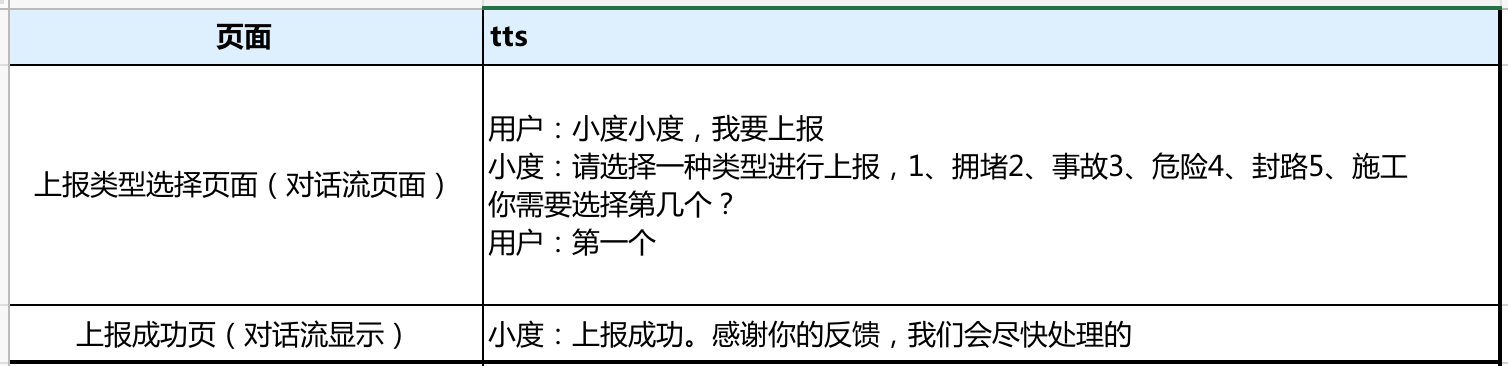 页面
tts
上报类型选择页面（对话流页面）
用户：小度小度，我要上报
小度：请选择一种类型进行上报，1、拥堵2、事故3、危险4、封路5、施工
你需要选择第几个？
用户：第一个
上报成功页（对话流显示）
小度：上报成功。感谢你的反馈，我们会尽快处理的